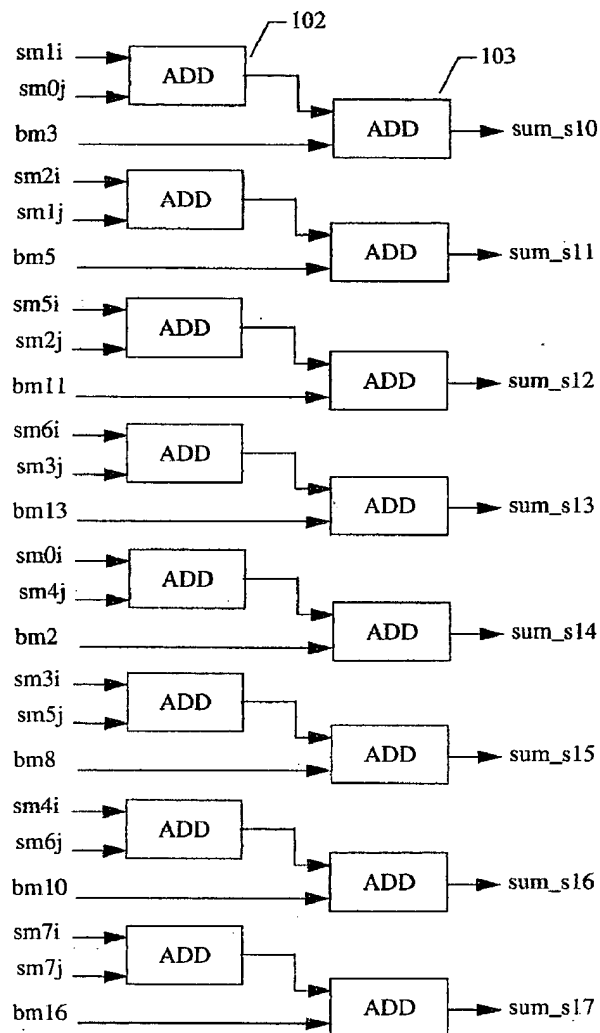 102
sm1i
ADD
103
sm0j
ADD
sum_s10
bm3
sm2i
ADD
sm1j
ADD
sum_s11
bm5
sm5i
ADD
sm2j
ADD
sum_s12
bm11
sm6i
ADD
sm3j
ADD
sum_s13
bm13
sm0i
ADD
sm4j
ADD
sum_s14
bm2
sm3i
ADD
sm5j
ADD
sum_s15
bm8
sm4i
ADD
sm6j
ADD
sum_s16
bm10
sm7i
ADD
sm7j
ADD
sum_s17
bm16